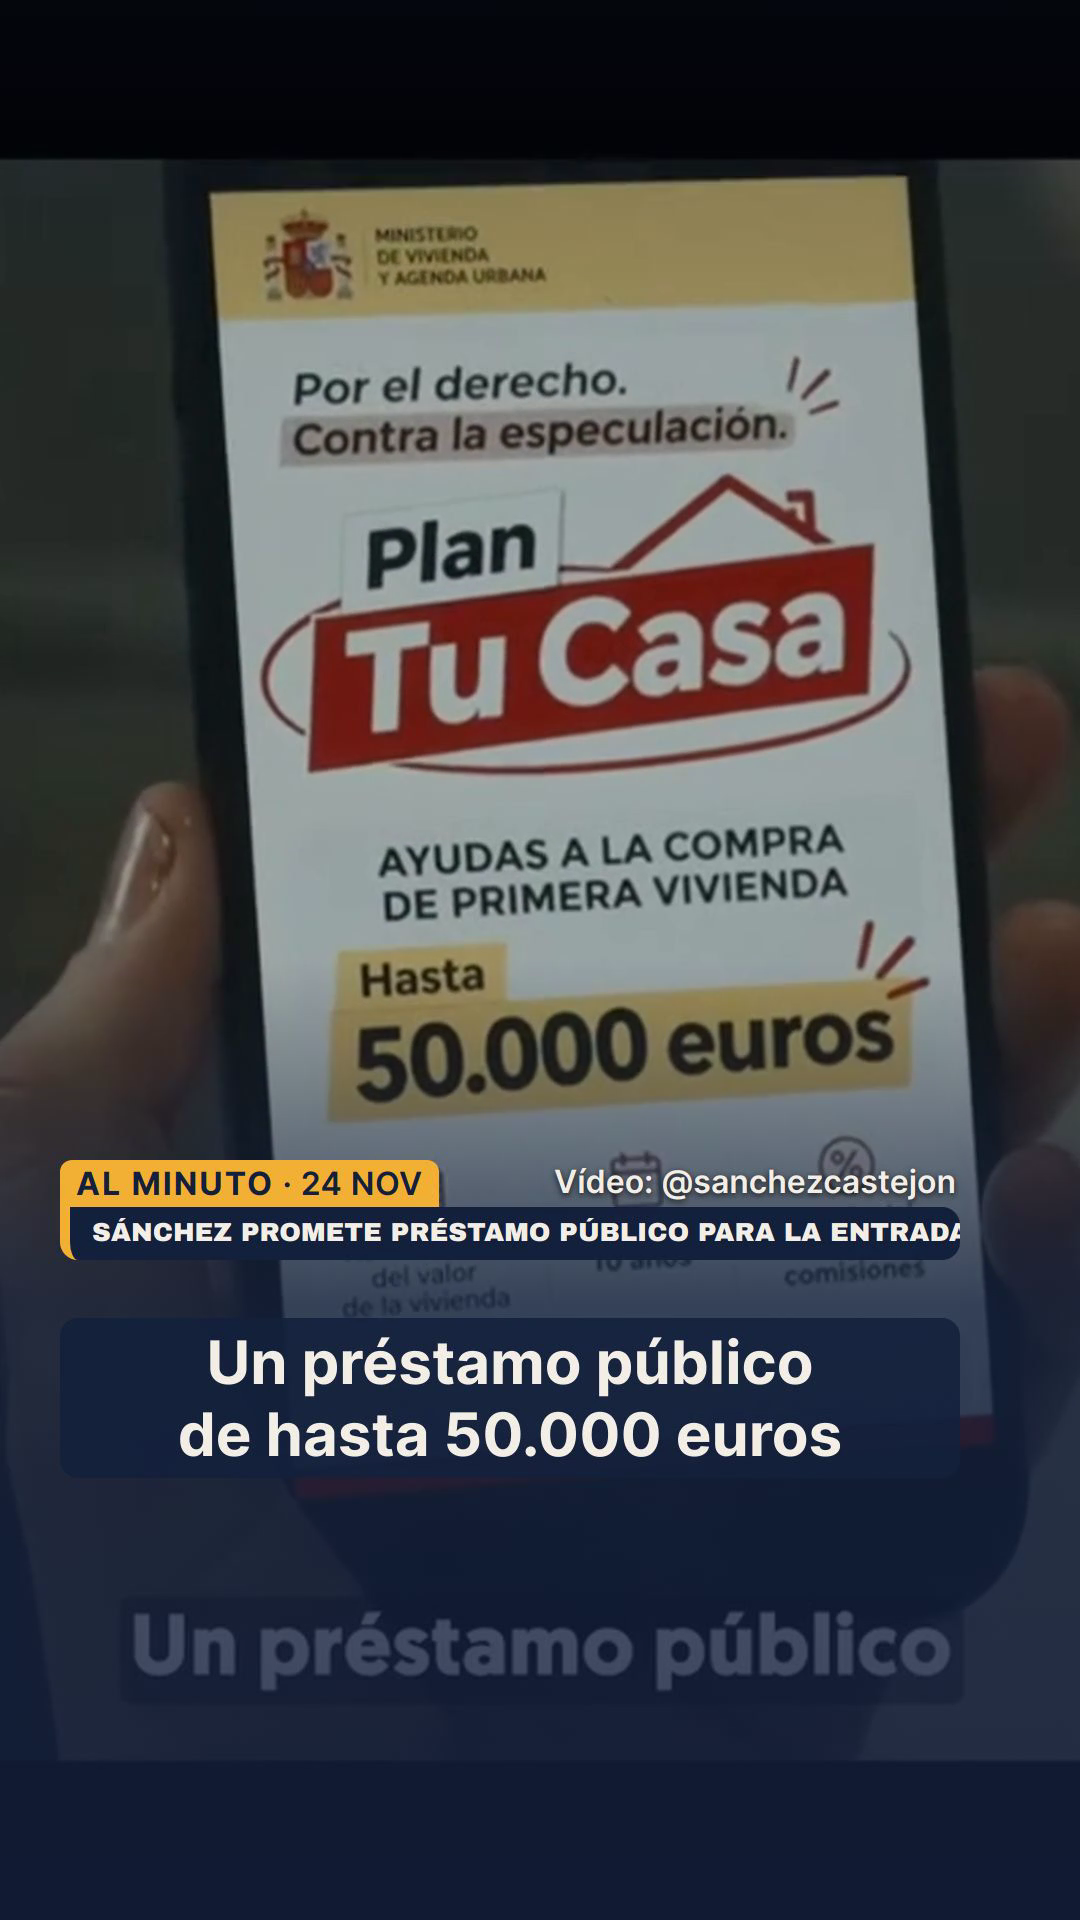 MINISTERIO
DE VIVIENDA
Y AGENDA URBANA
Por el derecho.
Contra la especulación.
Plan
Tu Casa
AYUDAS A LA COMPRA
DE PRIMERA VIVIENDA
Hasta
50.000 euros
%
AL MINUTO · 24 NOV
Vídeo: @sanchezcastejon
SÁNCHEZ PROMETE PRÉSTAMO PÚBLICO PARA LA ENTRADA
del valor
de la vivienda
10 años
comisiones
Un préstamo público
de hasta 50.000 euros
Un préstamo público